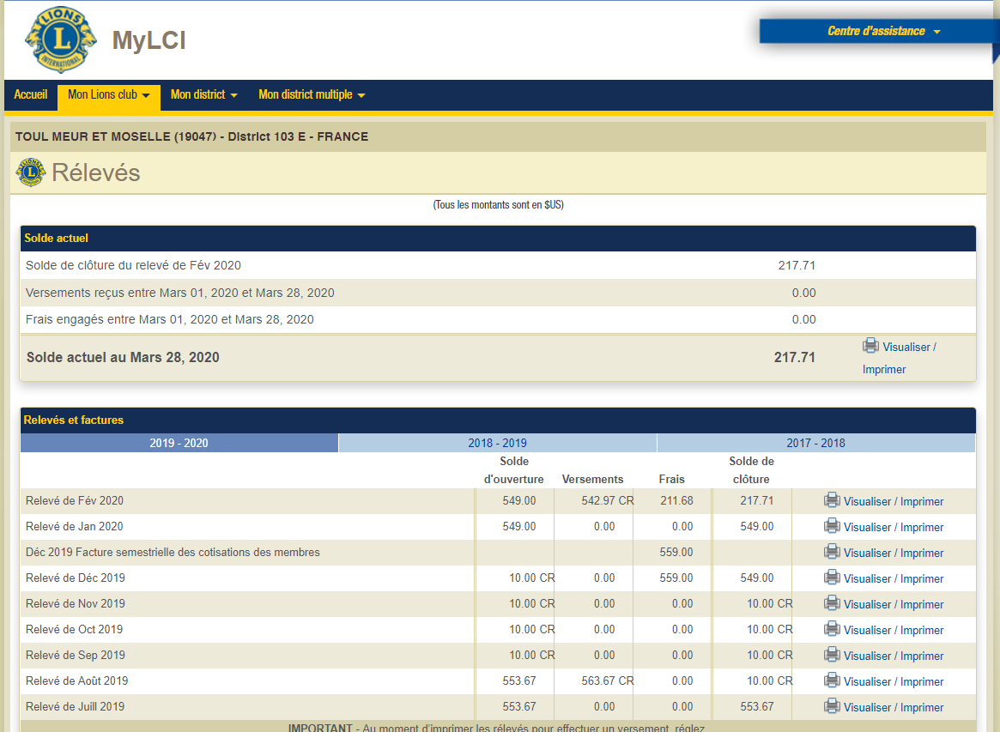 LIONS
L
INTERNATIONAL
MyLCI
Centre d'assistance
Accueil Mon Lions club Mon district Mon district multiple
TOUL MEUR ET MOSELLE (19047) - District 103 E - FRANCE
LIONS
L
Rélevés
(Tous les montants sont en $US)
Solde actuel
Solde de clôture du relevé de Fév 2020 217.71
Versements reçus entre Mars 01, 2020 et Mars 28, 2020 0.00
Frais engagés entre Mars 01, 2020 et Mars 28, 2020 0.00
Solde actuel au Mars 28, 2020 217.71 Visualiser /
Imprimer
Relevés et factures
2019 - 2020 2018 - 2019 2017 - 2018
Solde Solde de
d'ouverture Versements Frais clôture
Relevé de Fév 2020 549.00 542.97 CR 211.68 217.71 Visualiser / Imprimer
Relevé de Jan 2020 549.00 0.00 0.00 549.00 Visualiser / Imprimer
Déc 2019 Facture semestrielle des cotisations des membres 559.00 Visualiser / Imprimer
Relevé de Déc 2019 10.00 CR 0.00 559.00 549.00 Visualiser / Imprimer
Relevé de Nov 2019 10.00 CR 0.00 0.00 10.00 CR Visualiser / Imprimer
Relevé de Oct 2019 10.00 CR 0.00 0.00 10.00 CR Visualiser / Imprimer
Relevé de Sep 2019 10.00 CR 0.00 0.00 10.00 CR Visualiser / Imprimer
Relevé de Août 2019 553.67 563.67 CR 0.00 10.00 CR Visualiser / Imprimer
Relevé de Juill 2019 553.67 0.00 0.00 553.67 Visualiser / Imprimer
IMPORTANT - Au moment d'imprimer les rélevés pour effectuer un versement, réglez